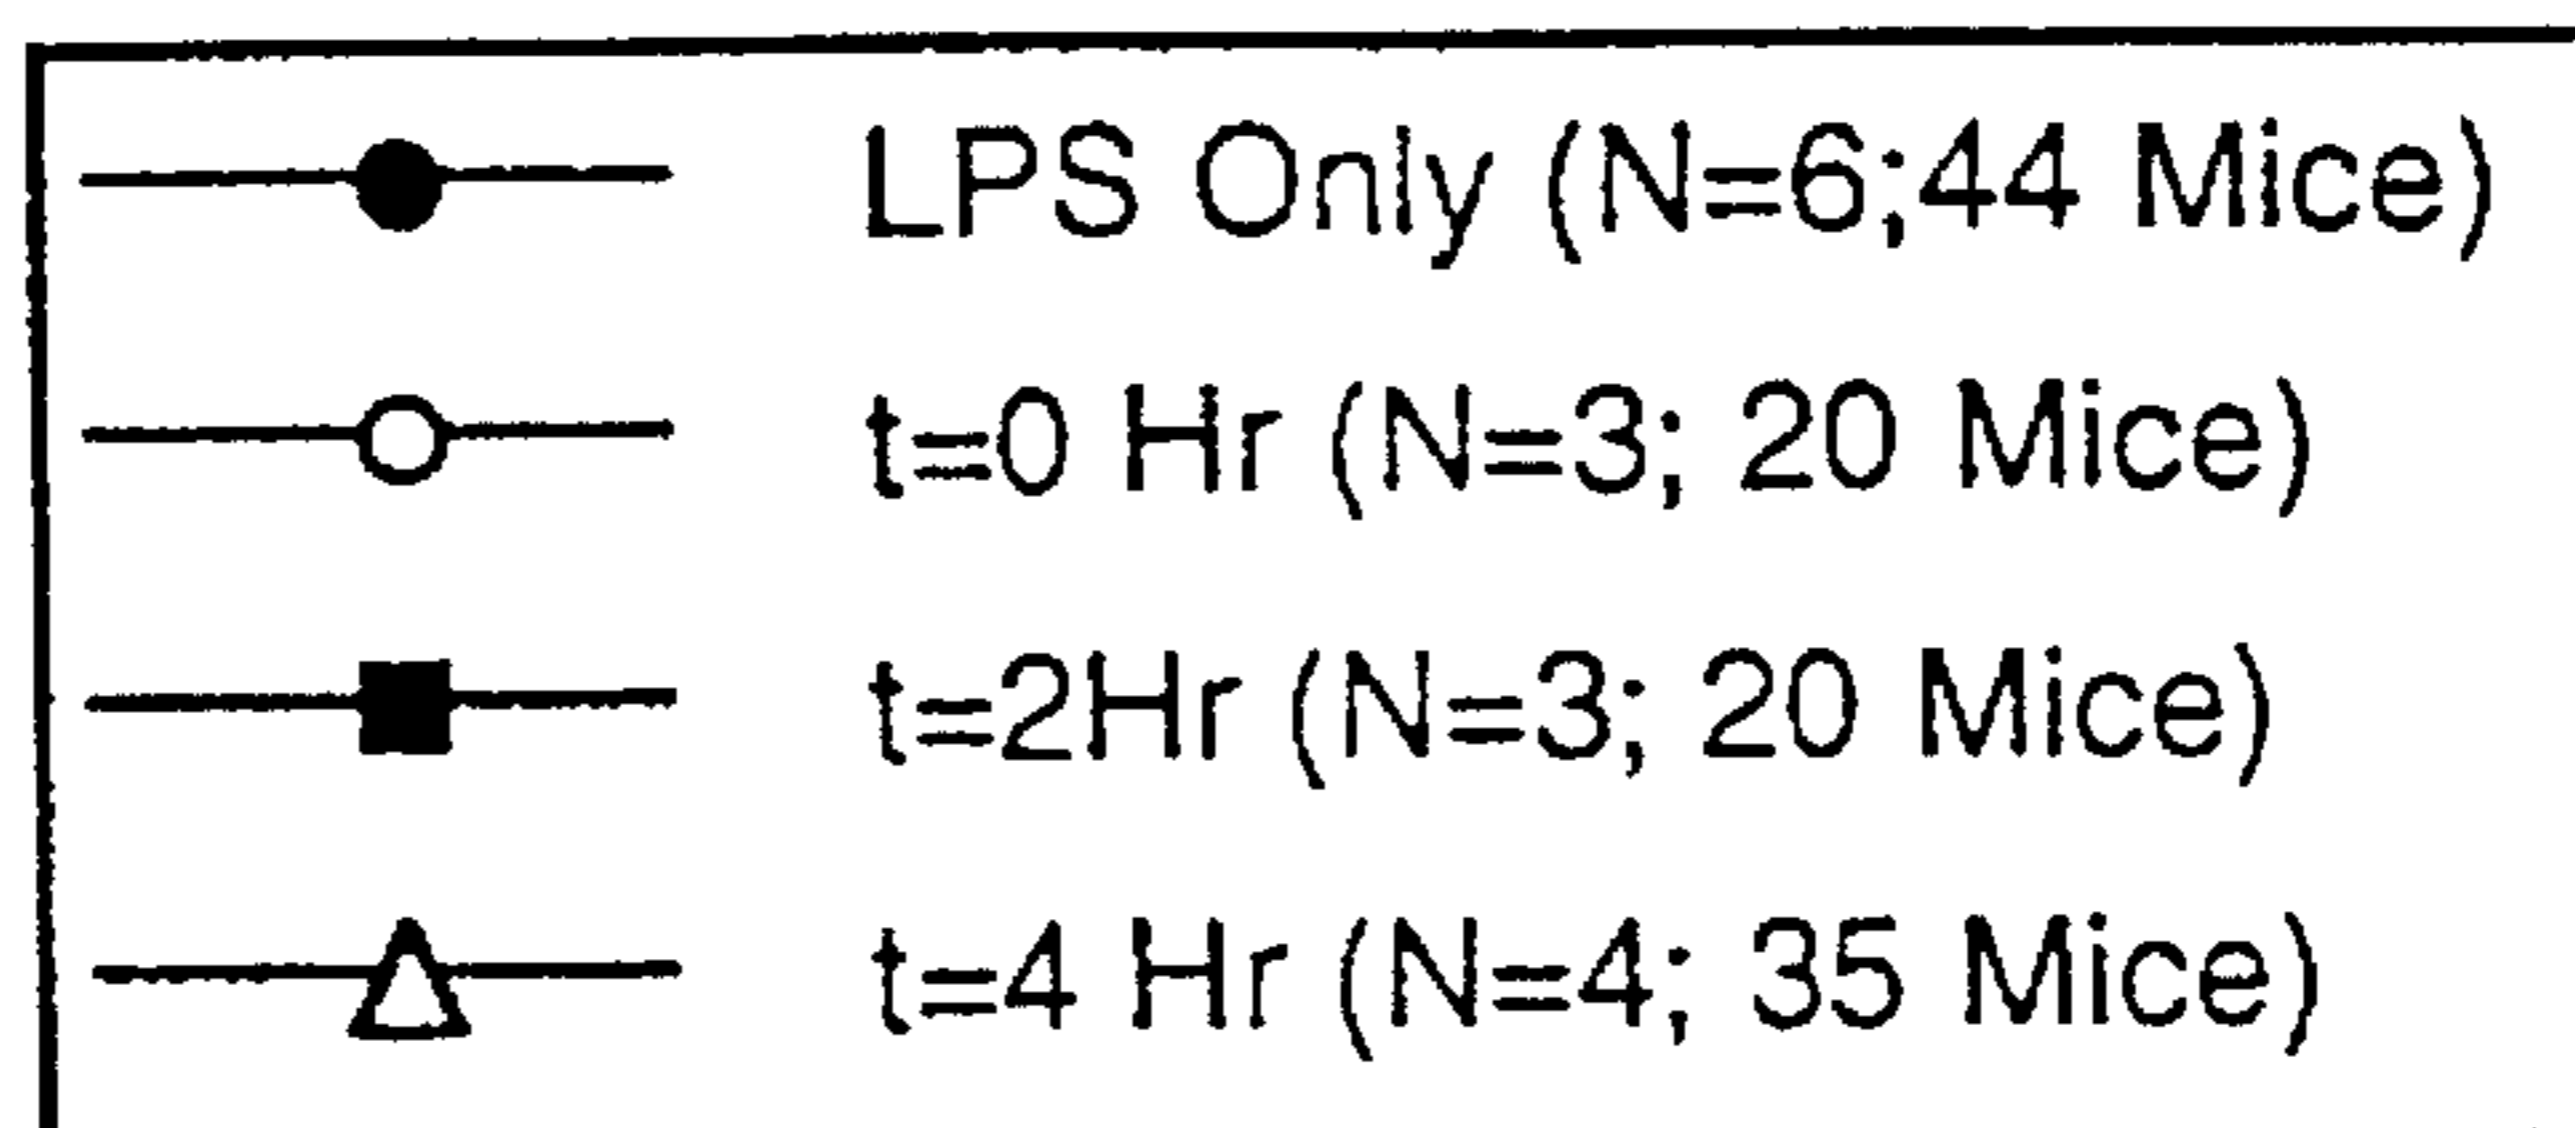 LPS Only (N=6;44 Mice)
t=0 Hr (N=3; 20 Mice)
t=2Hr (N=3; 20 Mice)
t=4 Hr (N=4; 35 Mice)